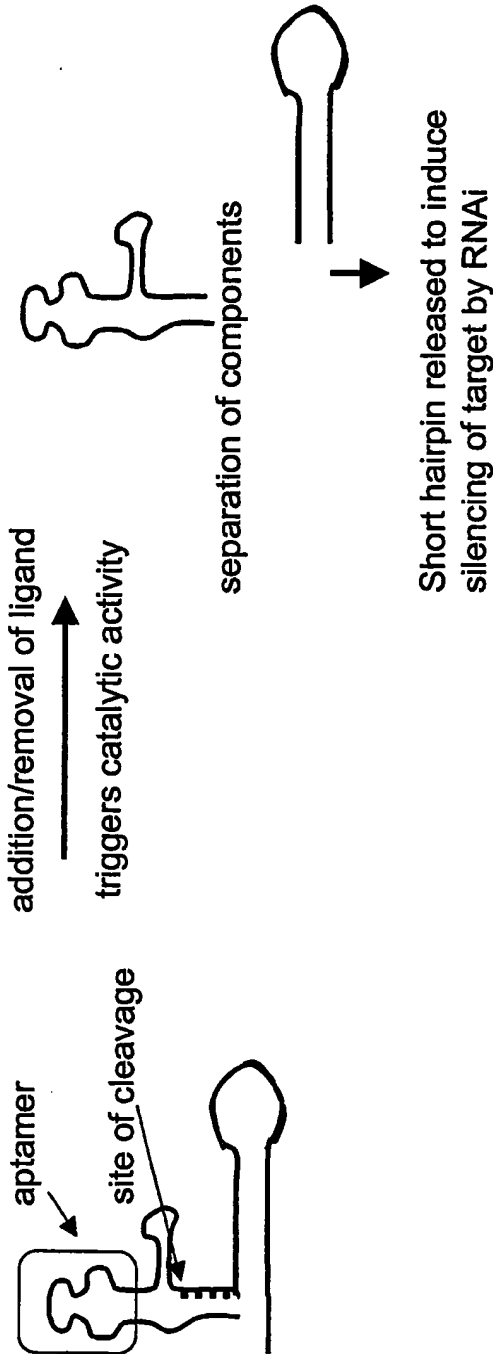 aptamer
site of cleavage
addition/removal of ligand
triggers catalytic activity
separation of components
Short hairpin released to induce
silencing of target by RNAi